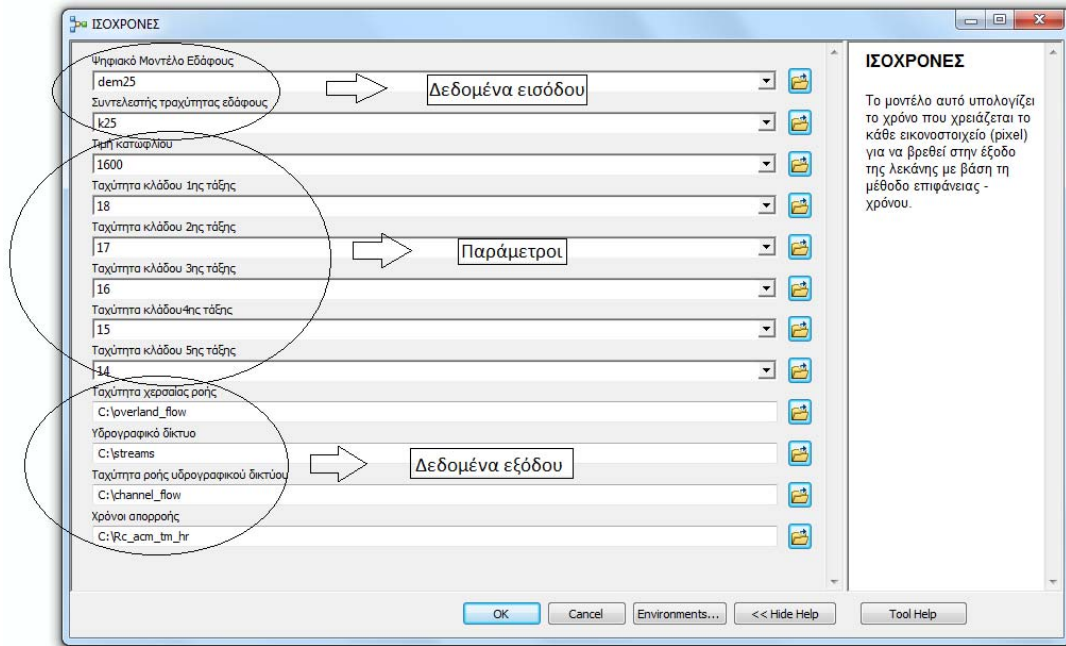 ΙΣΟΧΡΟΝΕΣ
Ψηφιακό Μοντέλο Εδάφους
dem25
Δεδομένα εισόδου
Συντελεστής τραχύτητας εδάφους
k25
Τιμή κατωφλίου
1600
Ταχύτητα κλάδου 1ης τάξης
18
Ταχύτητα κλάδου 2ης τάξης
17
Παράμετροι
Ταχύτητα κλάδου 3ης τάξης
16
Ταχύτητα κλάδου4ης τάξης
15
Ταχύτητα κλάδου 5ης τάξης
14
Ταχύτητα χερσαίας ροής
C:\overland_flow
Υδρογραφικό δίκτυο
C:\streams
Δεδομένα εξόδου
Ταχύτητα ροής υδρογραφικού δικτύου
C:\channel_flow
Χρόνοι απορροής
C:\Rc_acm_tm_hr
OK
Cancel
Environments...
<< Hide Help
Tool Help
ΙΣΟΧΡΟΝΕΣ
Το μοντέλο αυτό υπολογίζει
το χρόνο που χρειάζεται το
κάθε εικονοστοιχείο (pixel)
για να βρεθεί στην έξοδο
της λεκάνης με βάση τη
μέθοδο επιφάνειας -
χρόνου.